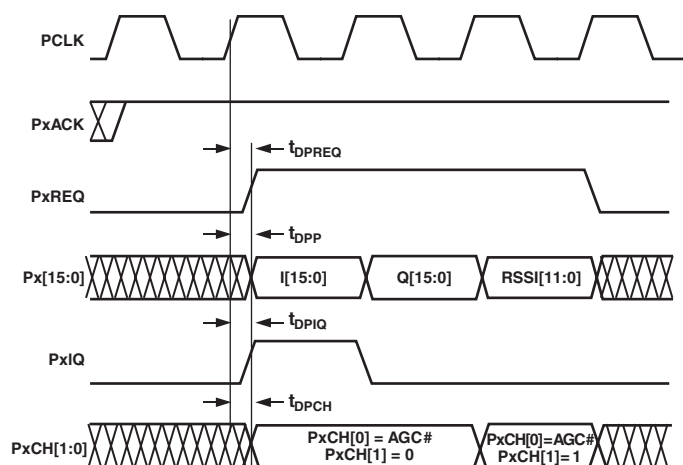 PCLK
PxACK
tDPREQ
PxREQ
tDPP
Px[15:0]
I[15:0]
Q[15:0]
RSSI[11:0]
tDPIQ
PxIQ
tDPCH
PxCH[1:0]
PxCH[0] = AGC#
PxCH[1] = 0
PxCH[0]=AGC#
PxCH[1]= 1